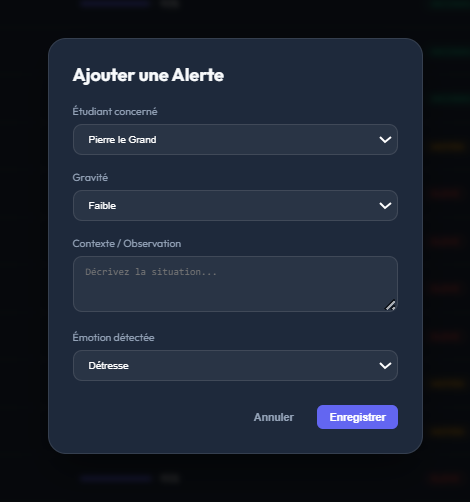 Ajouter une Alerte
Étudiant concerné
Pierre le Grand
Gravité
Faible
Contexte / Observation
Décrivez la situation...
Émotion détectée
Détresse
Annuler
Enregistrer